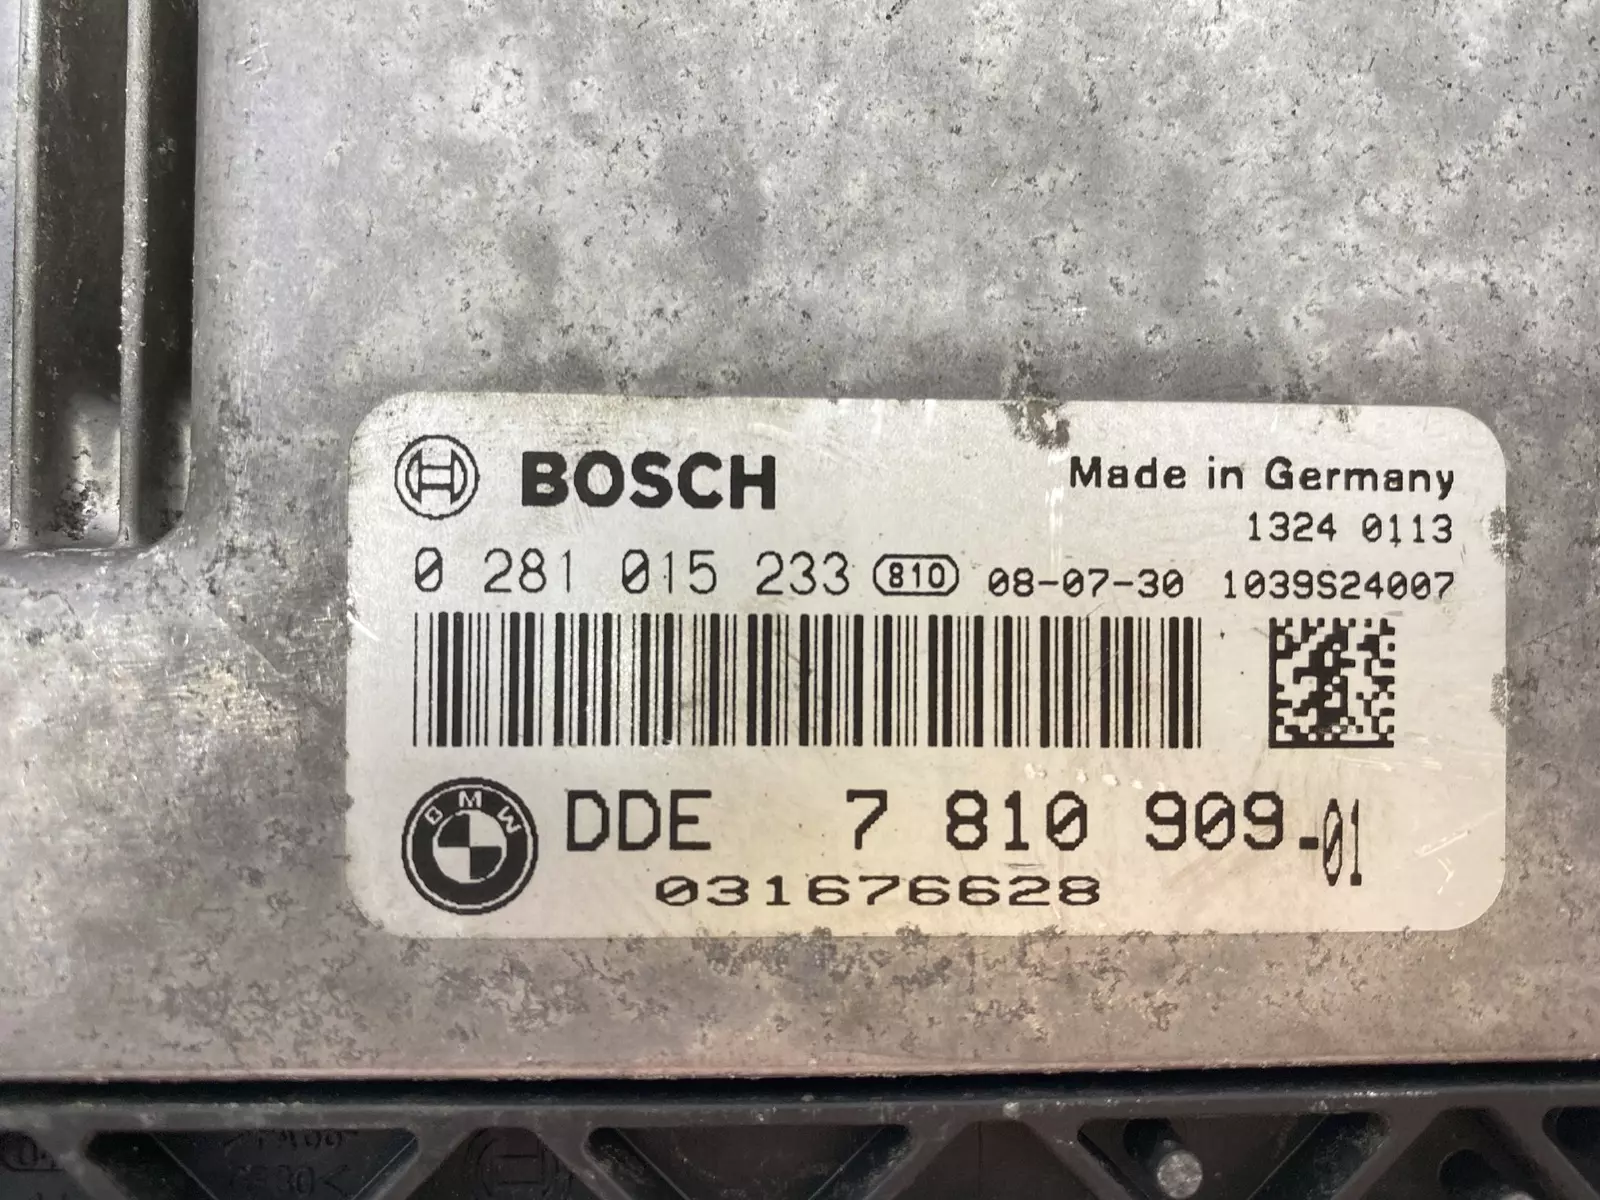 BOSCH
Made in Germany
1324 0113
0 281 015 233 810 08-07-30 1039S24007
BMW
DDE 7 810 909-01
031676628